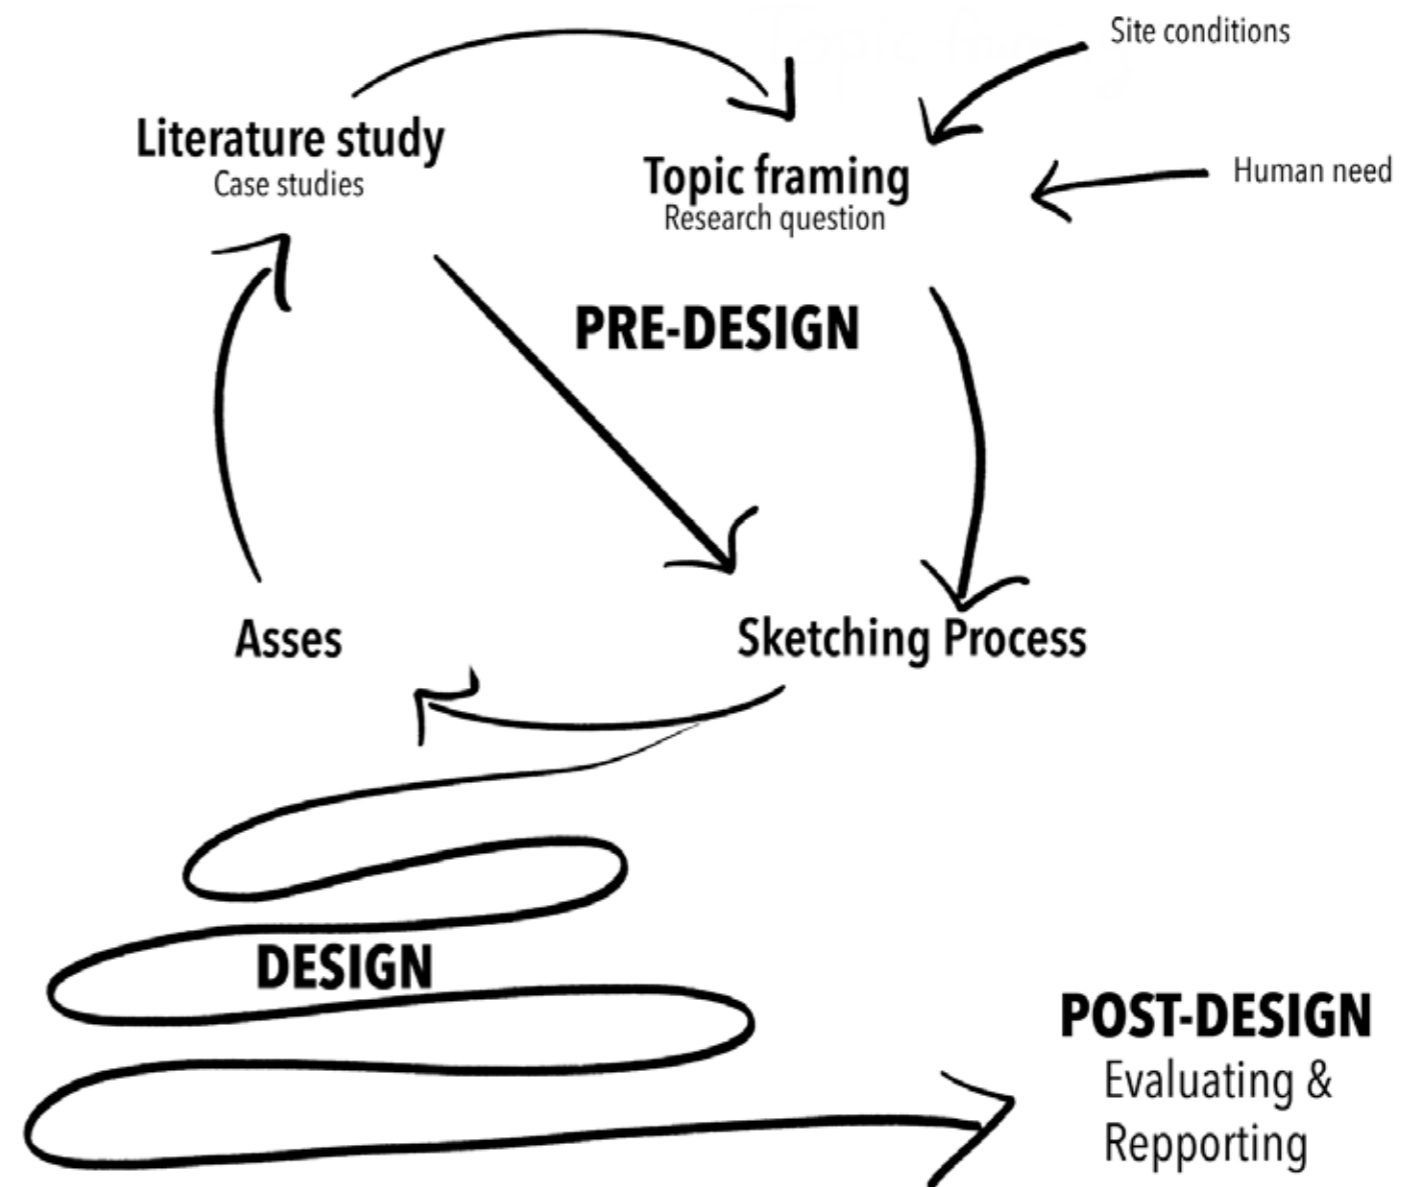 Site conditions
Literature study
Case studies
Topic framing
Research question
Human need
PRE-DESIGN
Asses
Sketching Process
DESIGN
POST-DESIGN
Evaluating &
Repporting